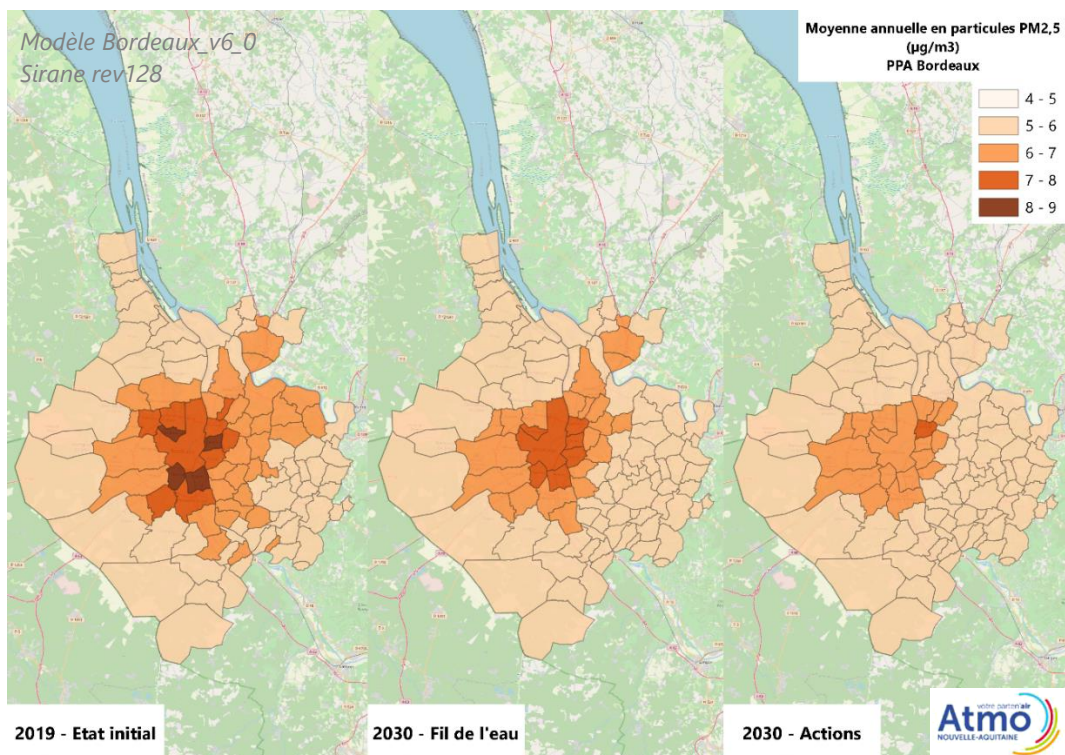 Modèle Bordeaux_v6_0
Sirane rev128
Moyenne annuelle en particules PM2,5
(µg/m3)
PPA Bordeaux
4 - 5
5 - 6
6 - 7
7 - 8
8 - 9
2019 - Etat initial
2030 - Fil de l'eau
2030 - Actions
votre parten'air
Atmo
NOUVELLE-AQUITAINE